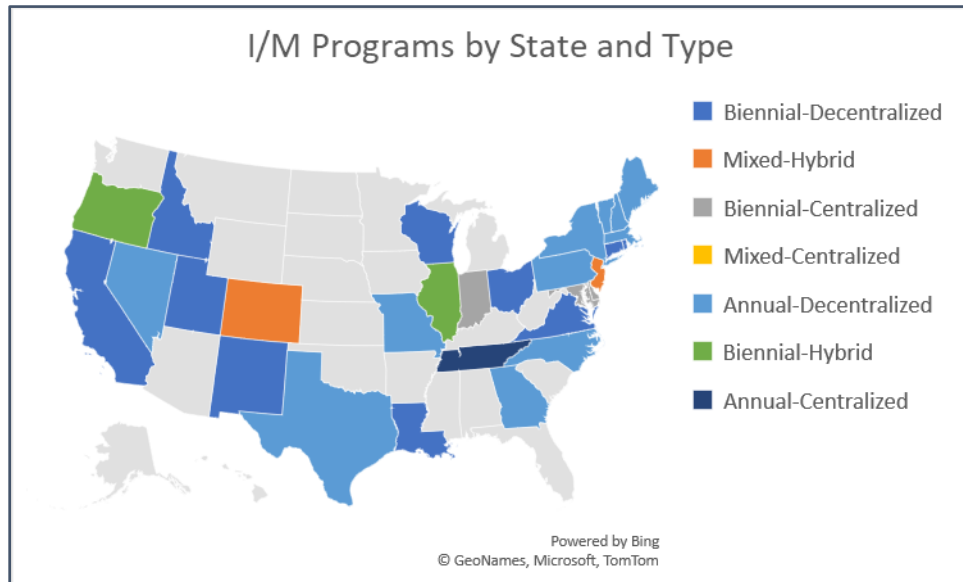 I/M Programs by State and Type
Biennial-Decentralized
Mixed-Hybrid
Biennial-Centralized
Mixed-Centralized
Annual-Decentralized
Biennial-Hybrid
Annual-Centralized
Powered by Bing
© GeoNames, Microsoft, TomTom